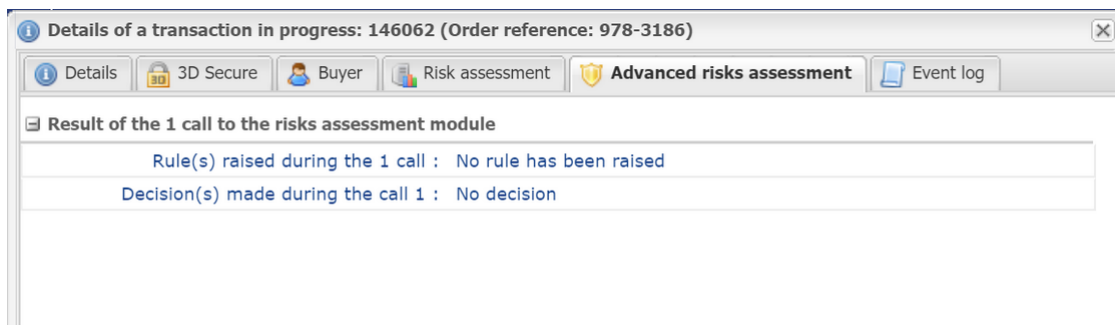 Details of a transaction in progress: 146062 (Order reference: 978-3186)
Details 3D Secure Buyer Risk assessment Advanced risks assessment Event log
Result of the 1 call to the risks assessment module
Rule(s) raised during the 1 call : No rule has been raised
Decision(s) made during the call 1 : No decision